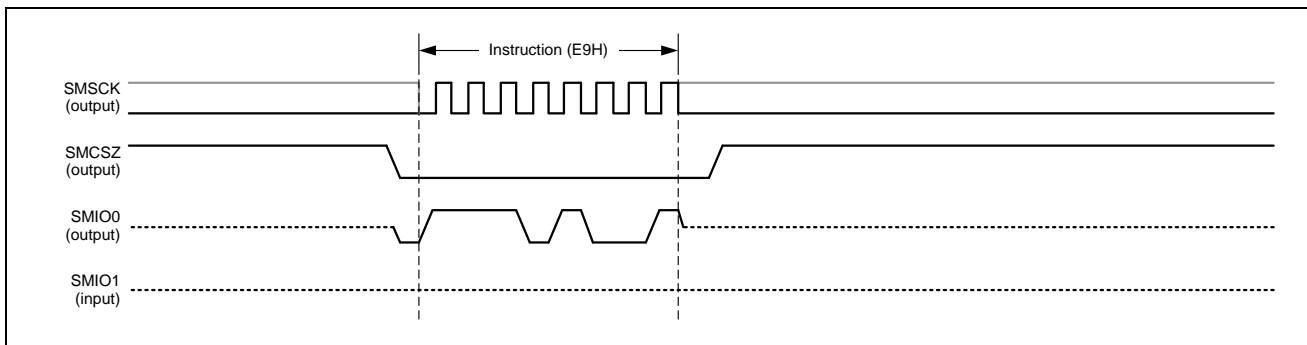 Instruction (E9H)
SMSCK
(output)
SMCSZ
(output)
SMIO0
(output)
SMIO1
(input)